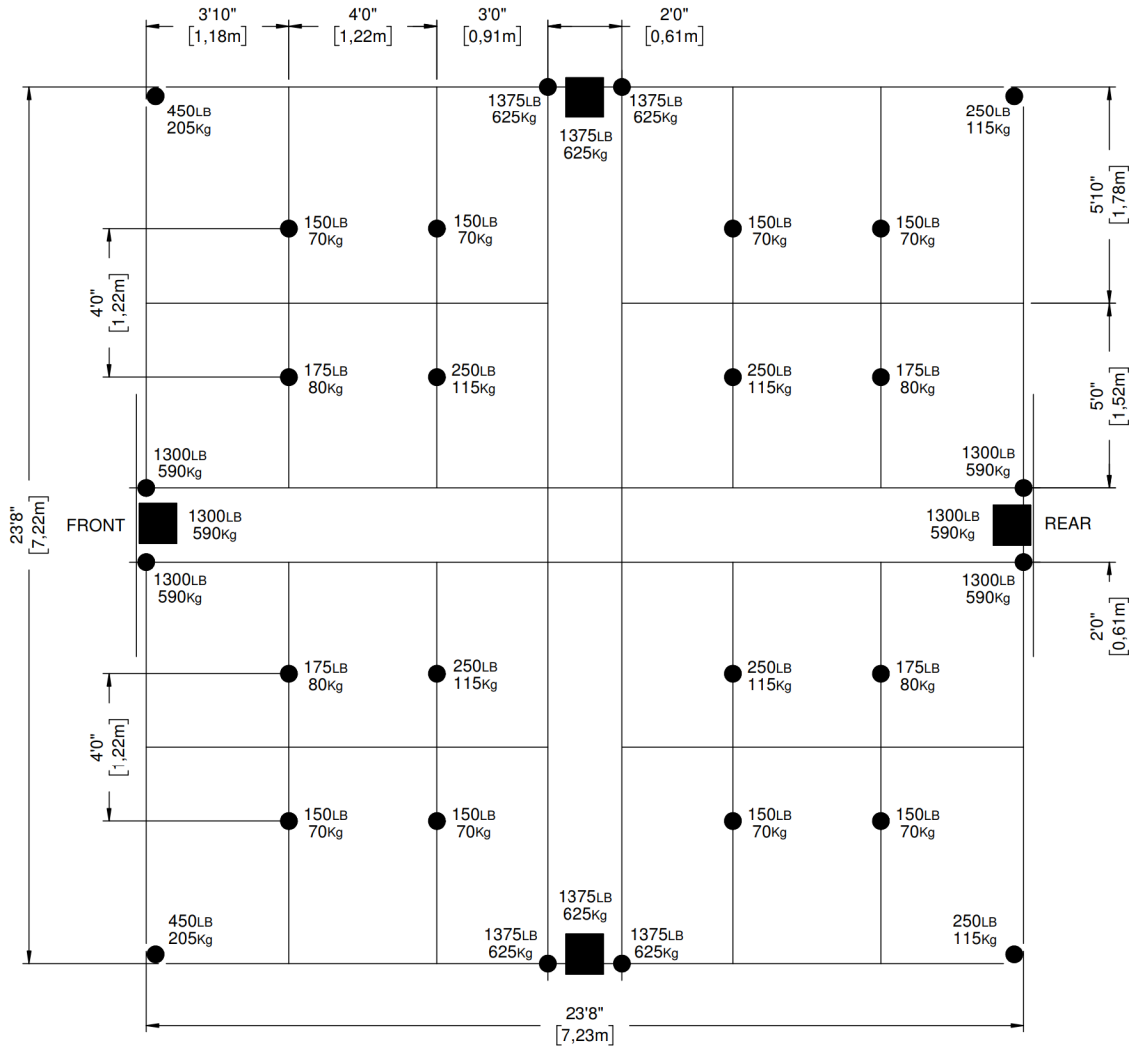 3'10"
[1,18m]
4'0"
[1,22m]
3'0"
[0,91m]
2'0"
[0,61m]
450LB
205Kg
1375LB
625Kg
1375LB
625Kg
1375LB
625Kg
250LB
115Kg
5'10"
[1,78m]
150LB
70Kg
150LB
70Kg
150LB
70Kg
150LB
70Kg
4'0"
[1,22m]
175LB
80Kg
250LB
115Kg
250LB
115Kg
175LB
80Kg
5'0"
[1,52m]
1300LB
590Kg
1300LB
590Kg
23'8"
[7,22m]
FRONT
1300LB
590Kg
1300LB
590Kg
REAR
1300LB
590Kg
1300LB
590Kg
2'0"
[0,61m]
175LB
80Kg
250LB
115Kg
250LB
115Kg
175LB
80Kg
4'0"
[1,22m]
150LB
70Kg
150LB
70Kg
150LB
70Kg
150LB
70Kg
450LB
205Kg
1375LB
625Kg
1375LB
625Kg
1375LB
625Kg
250LB
115Kg
23'8"
[7,23m]